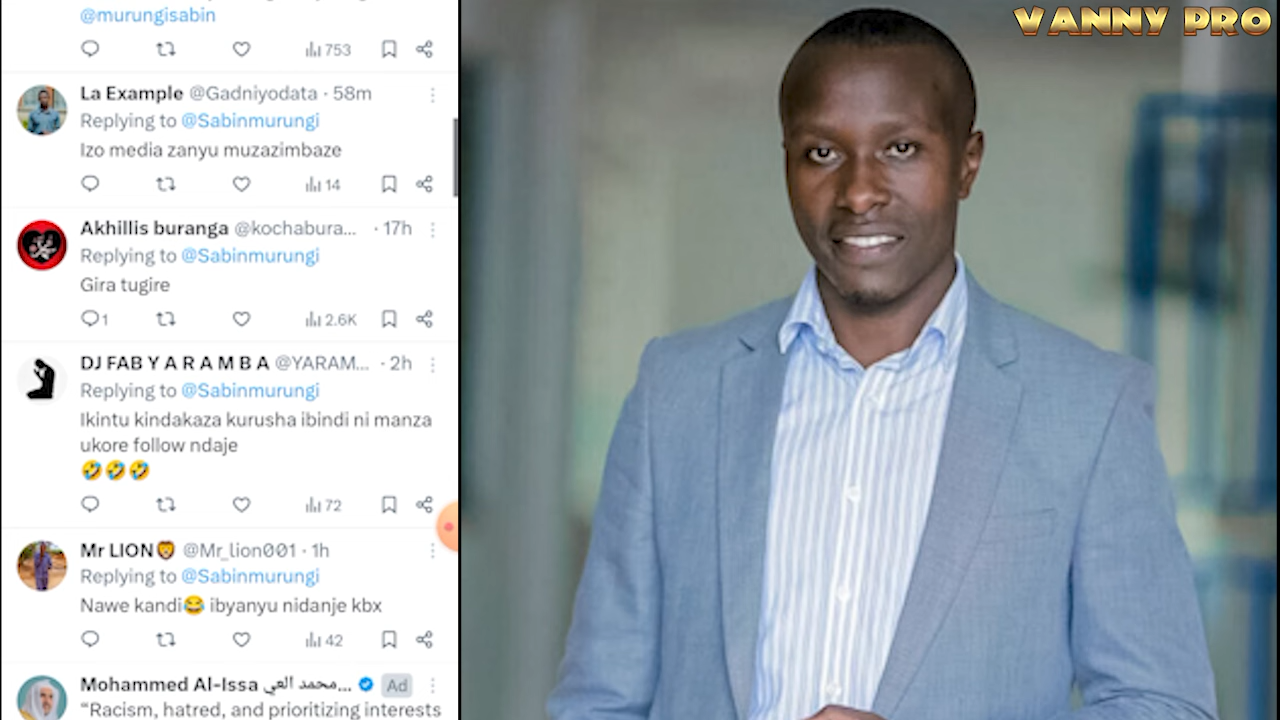 @murungisabin
753
La Example @Gadniyodata · 58m
Replying to @Sabinmurungi
Izo media zanyu muzazimbaze
14
Akhillis buranga @kochabura... · 17h
Replying to @Sabinmurungi
Gira tugire
1 2.6K
DJ FAB Y A R A M B A @YARAM... · 2h
Replying to @Sabinmurungi
Ikintu kindakaza kurusha ibindi ni manza
ukore follow ndaje
🤣🤣🤣
72
Mr LION🦁 @Mr_lion001 · 1h
Replying to @Sabinmurungi
Nawe kandi😂 ibyanyu nidanje kbx
42
Mohammed Al-Issa محمد العي... Ad
“Racism, hatred, and prioritizing interests
VANNY PRO